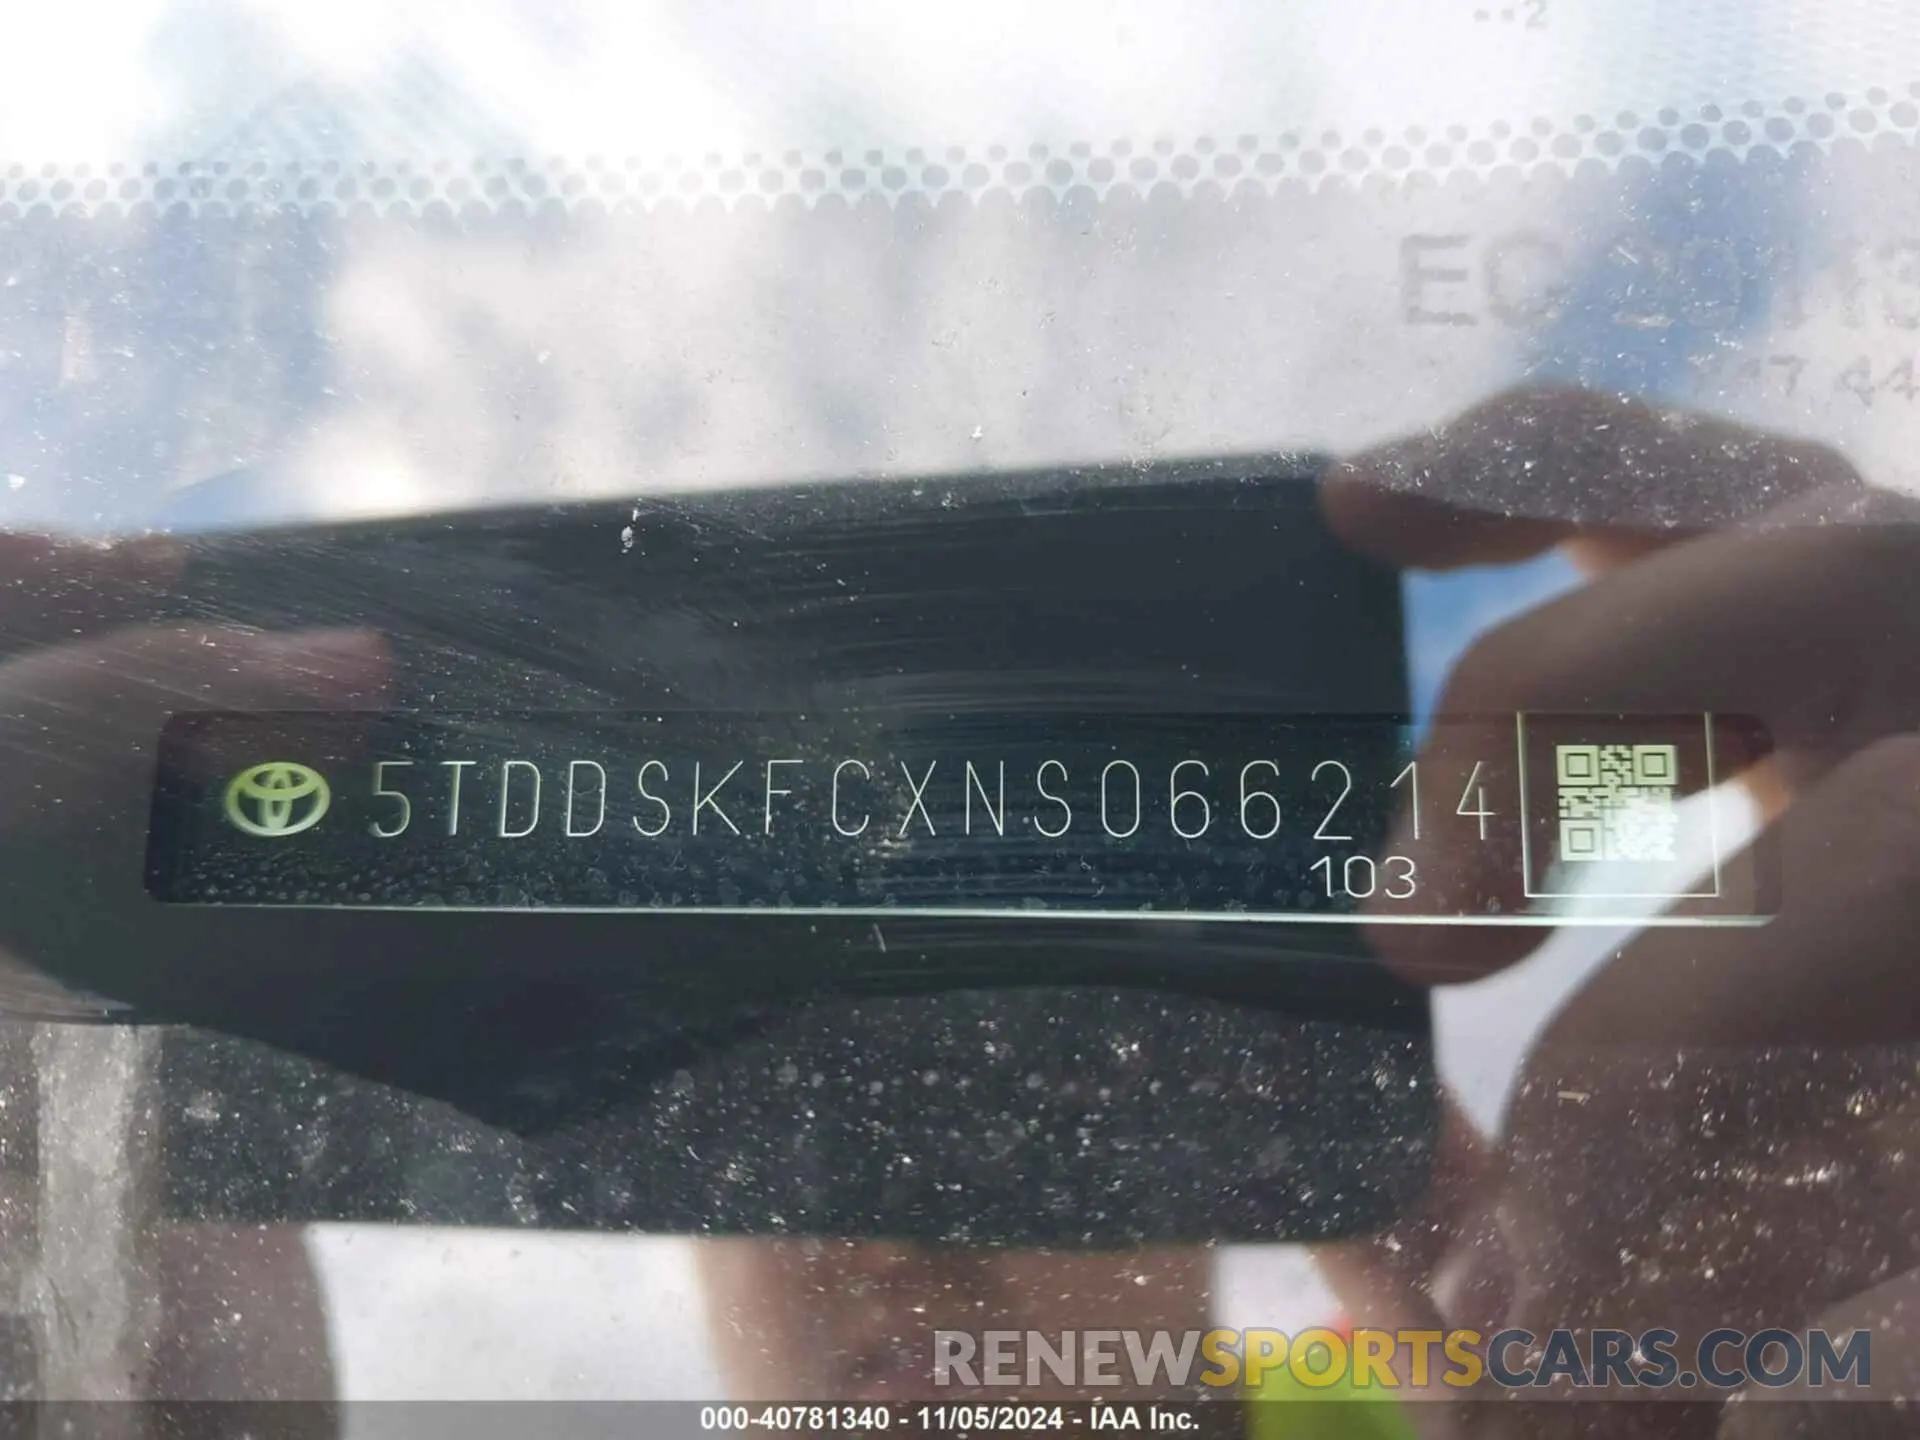 5TDDSKFCXNS066214
103
RENEWSPORTSCARS.COM
000-40781340 - 11/05/2024 - IAA Inc.